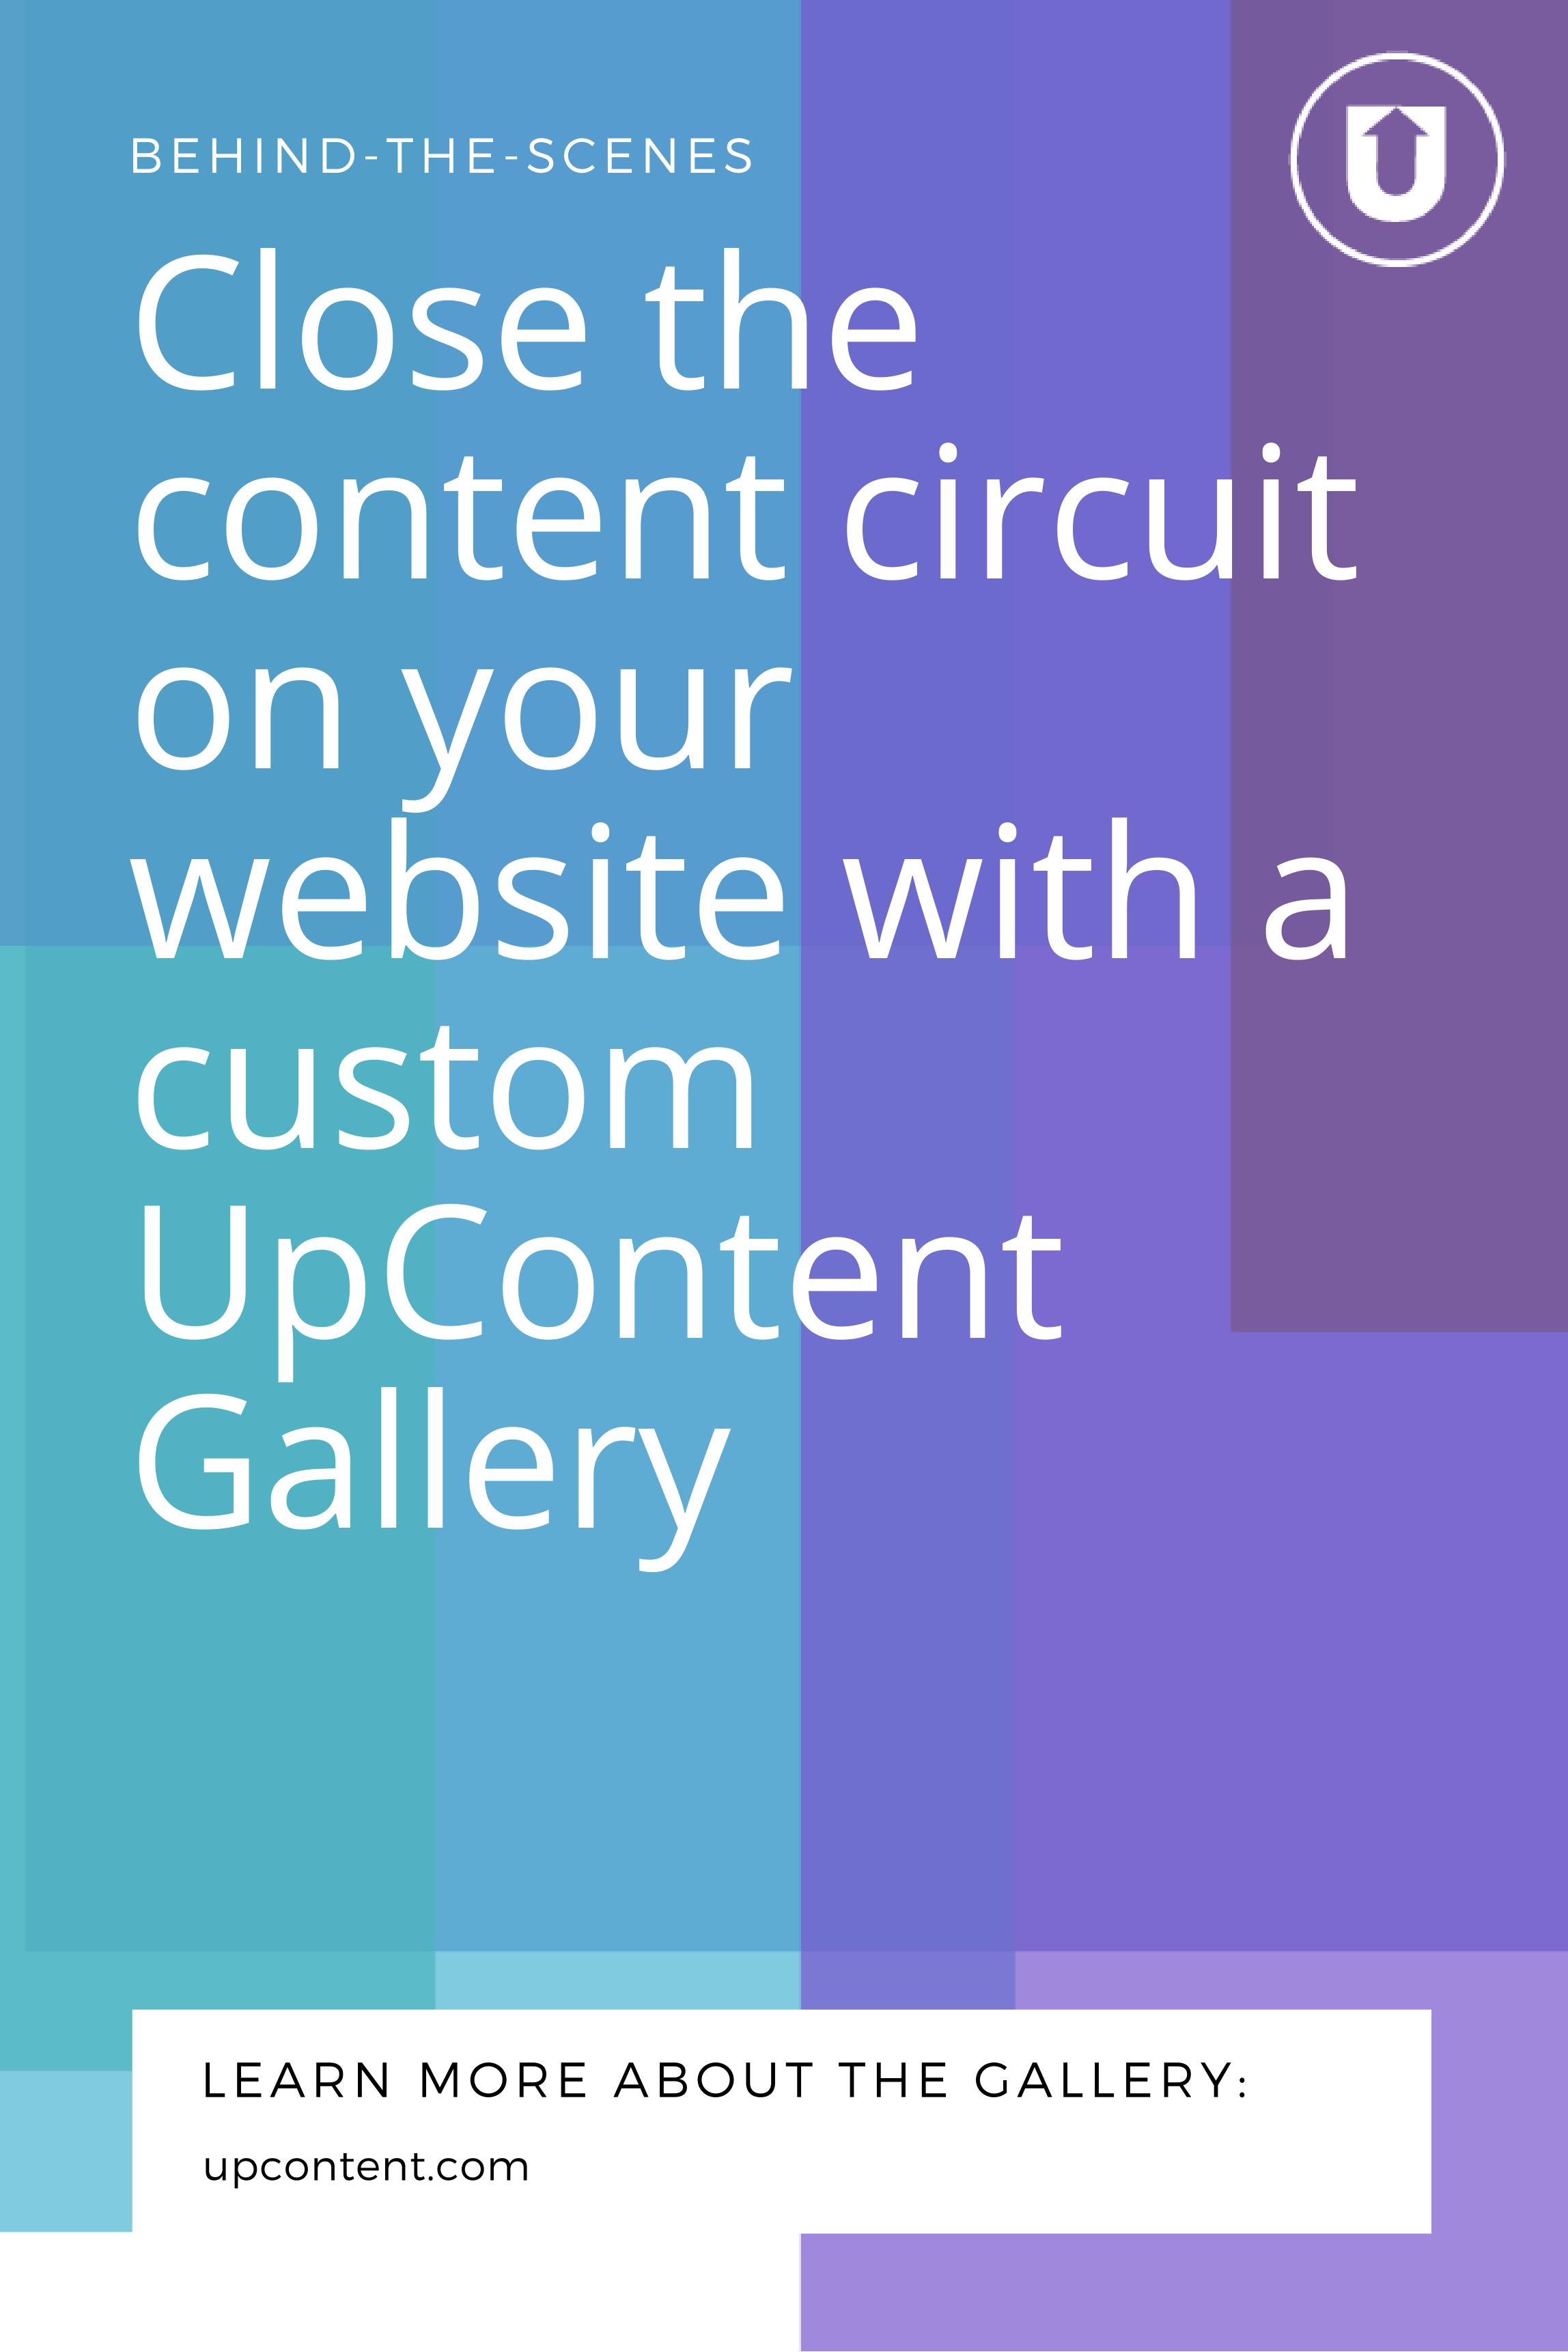 BEHIND-THE-SCENES
Close the
content circuit
on your
website with a
custom
UpContent
Gallery
LEARN MORE ABOUT THE GALLERY:
upcontent.com